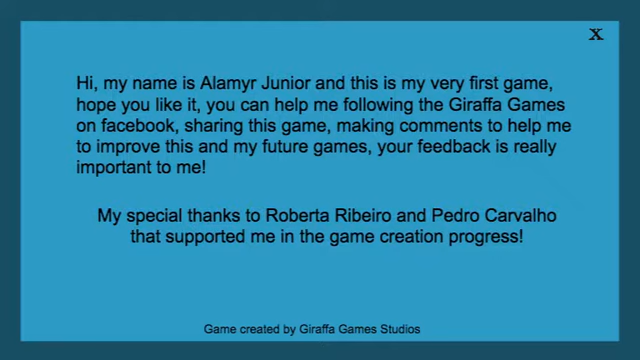 X
Hi, my name is Alamyr Junior and this is my very first game,
hope you like it, you can help me following the Giraffa Games
on facebook, sharing this game, making comments to help me
to improve this and my future games, your feedback is really
important to me!
My special thanks to Roberta Ribeiro and Pedro Carvalho
that supported me in the game creation progress!
Game created by Giraffa Games Studios